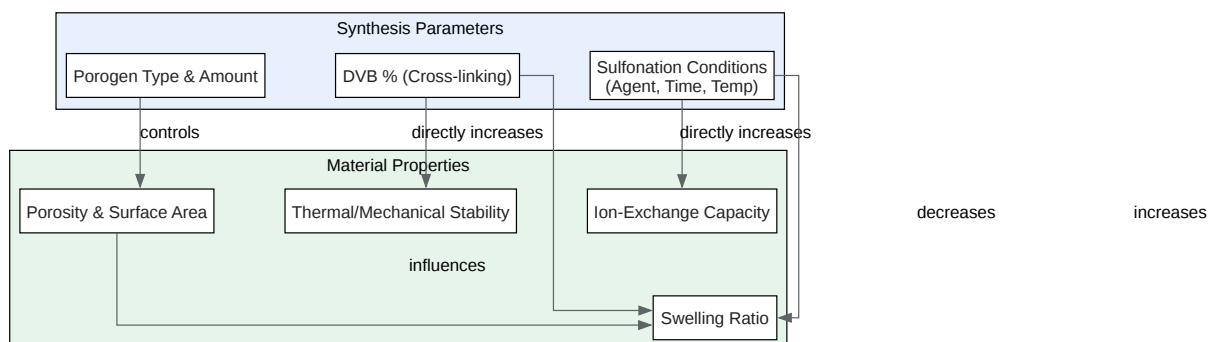 Synthesis Parameters
Porogen Type & Amount
DVB % (Cross-linking)
Sulfonation Conditions
(Agent, Time, Temp)
controls
directly increases
directly increases
Material Properties
Porosity & Surface Area
Thermal/Mechanical Stability
Ion-Exchange Capacity
decreases
increases
influences
Swelling Ratio